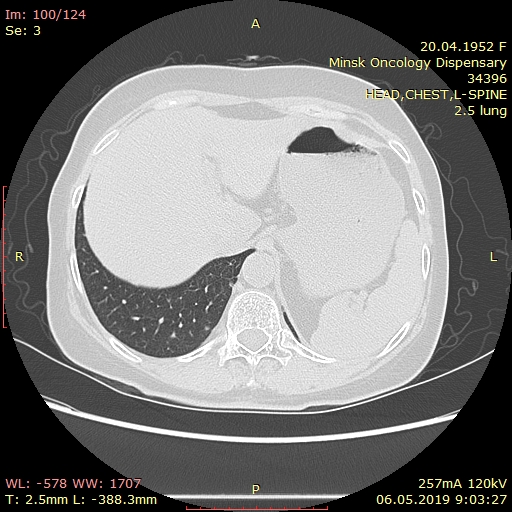 Im: 100/124
Se: 3
A
20.04.1952 F
Minsk Oncology Dispensary
34396
HEAD,CHEST,L-SPINE
2.5 lung
R
L
WL: -578 WW: 1707
T: 2.5mm L: -388.3mm
P
257mA 120kV
06.05.2019 9:03:27